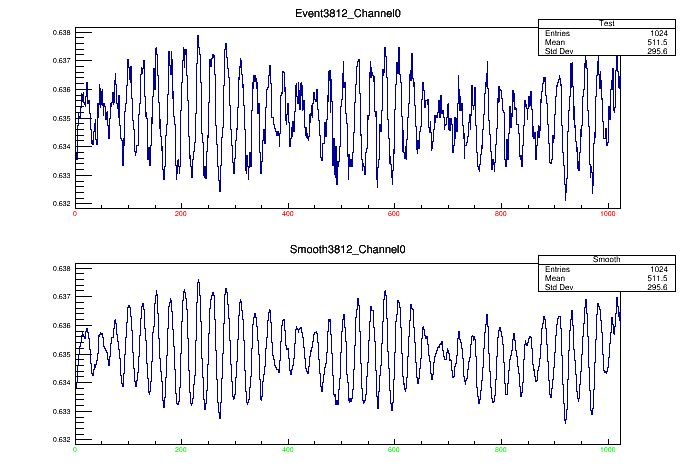 Event3812_Channel0
Test
Entries 1024
Mean 511.5
Std Dev 295.6
0.638
0.637
0.636
0.635
0.634
0.633
0.632
0 200 400 600 800 1000
Smooth3812_Channel0
Smooth
Entries 1024
Mean 511.5
Std Dev 295.6
0.638
0.637
0.636
0.635
0.634
0.633
0.632
0 200 400 600 800 1000